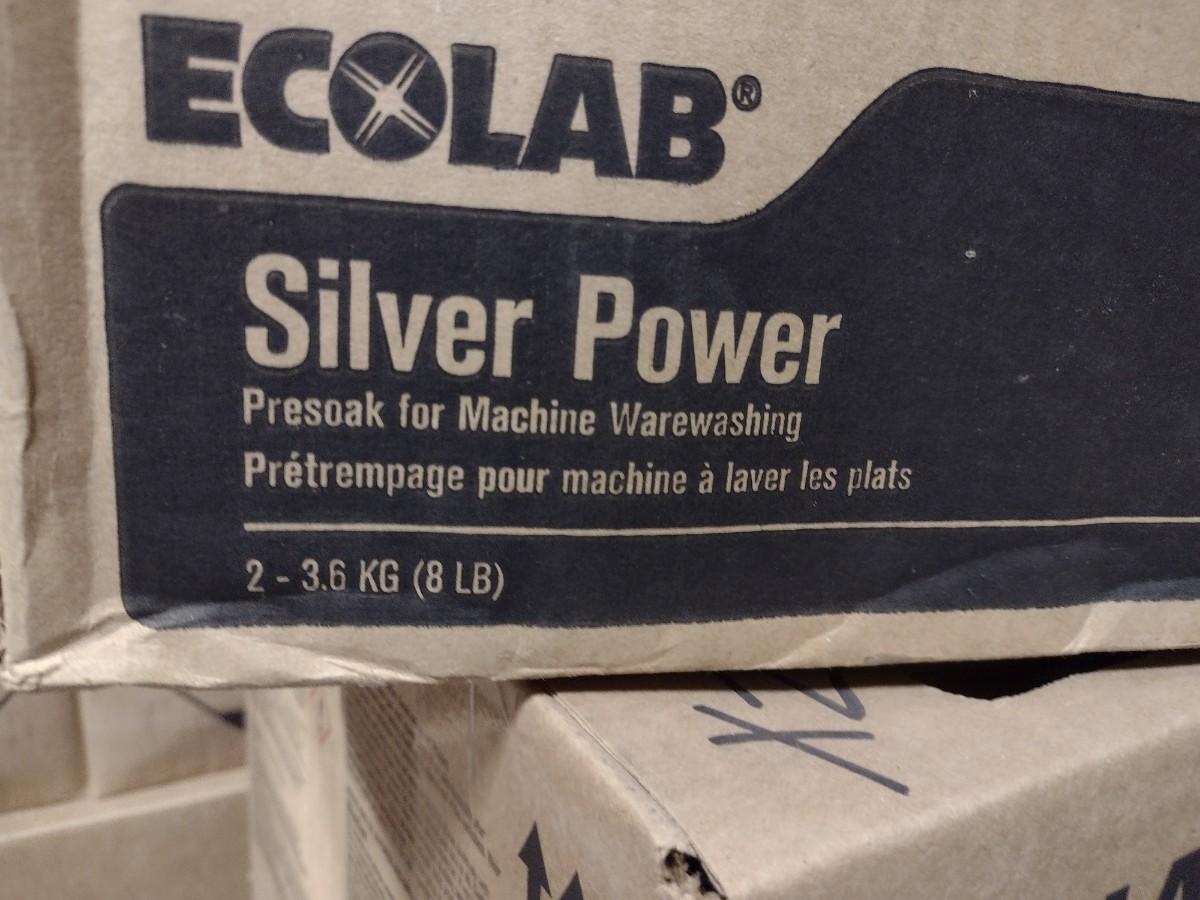 ECOLAB®
Silver Power
Presoak for Machine Warewashing
Prétrempage pour machine à laver les plats
2 - 3.6 KG (8 LB)